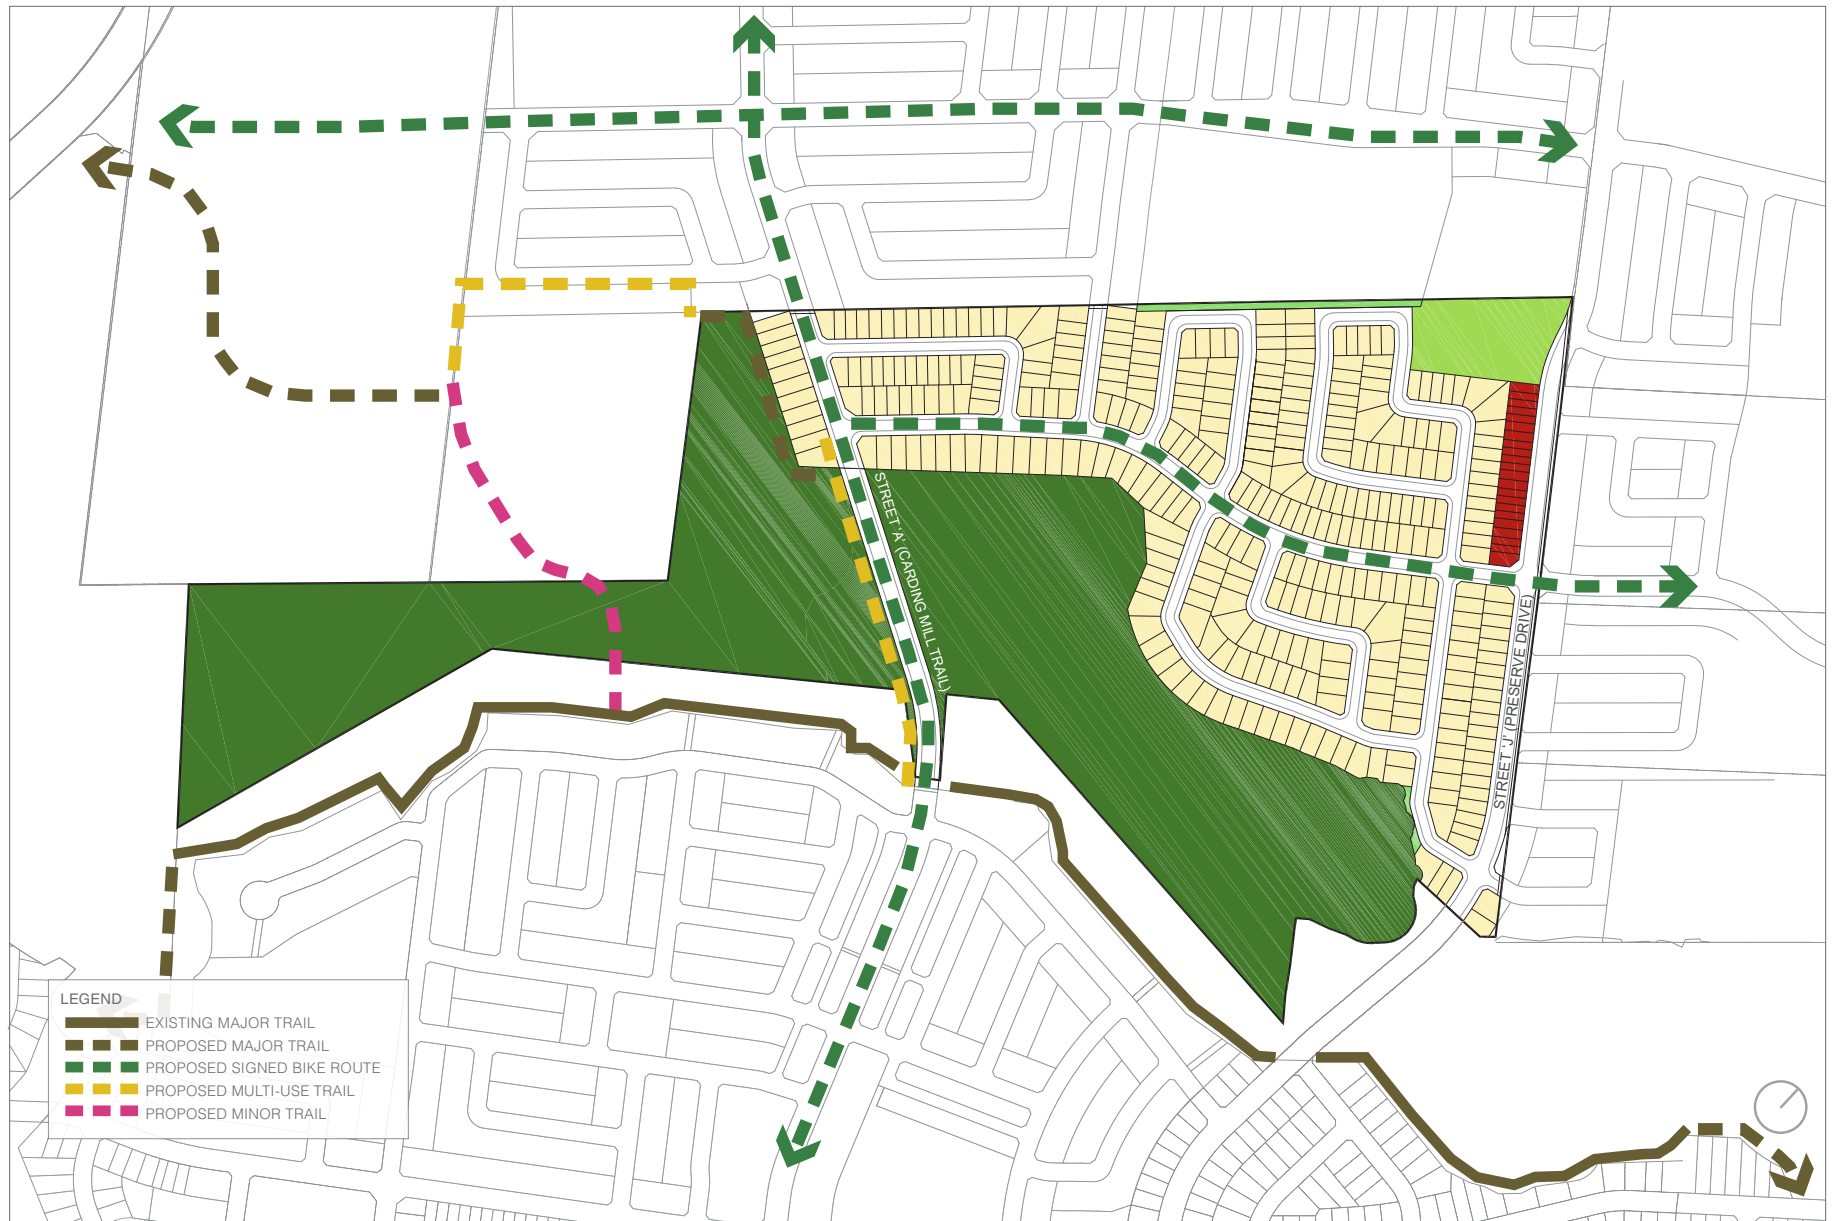 STREET 'A' (CARDING MILL TRAIL)
STREET 'J' (PRESERVE DRIVE)
LEGEND
EXISTING MAJOR TRAIL
PROPOSED MAJOR TRAIL
PROPOSED SIGNED BIKE ROUTE
PROPOSED MULTI-USE TRAIL
PROPOSED MINOR TRAIL